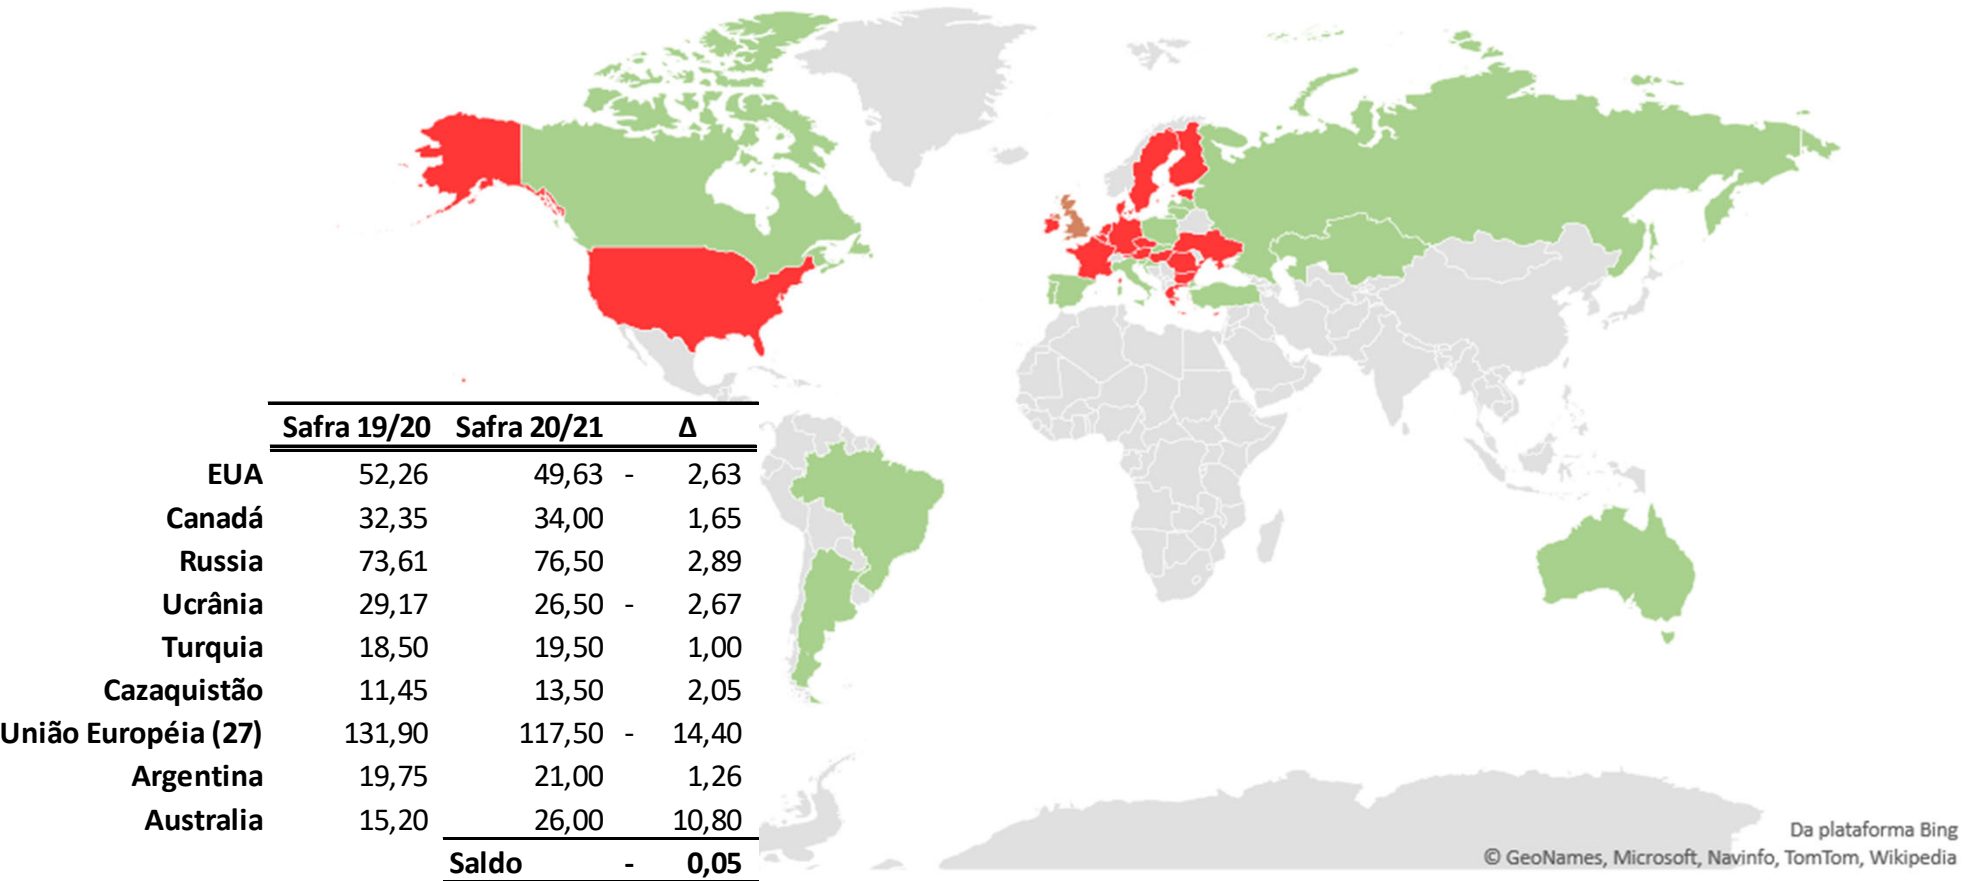 Safra 19/20 Safra 20/21 Δ
EUA 52,26 49,63 - 2,63
Canadá 32,35 34,00 1,65
Russia 73,61 76,50 2,89
Ucrânia 29,17 26,50 - 2,67
Turquia 18,50 19,50 1,00
Cazaquistão 11,45 13,50 2,05
União Européia (27) 131,90 117,50 - 14,40
Argentina 19,75 21,00 1,26
Australia 15,20 26,00 10,80
Saldo - 0,05
Da plataforma Bing
© GeoNames, Microsoft, Navinfo, TomTom, Wikipedia